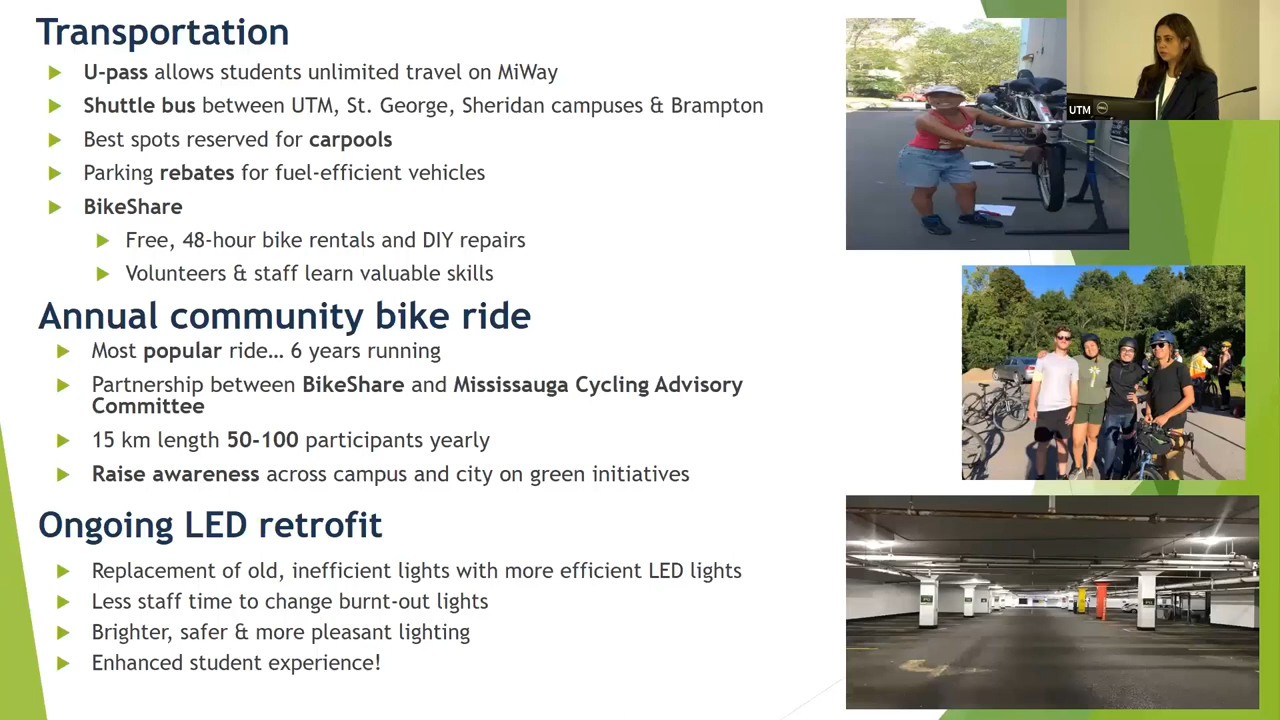 Transportation
U-pass allows students unlimited travel on MiWay
Shuttle bus between UTM, St. George, Sheridan campuses & Brampton
Best spots reserved for carpools
Parking rebates for fuel-efficient vehicles
BikeShare
Free, 48-hour bike rentals and DIY repairs
Volunteers & staff learn valuable skills
Annual community bike ride
Most popular ride… 6 years running
Partnership between BikeShare and Mississauga Cycling Advisory
Committee
15 km length 50-100 participants yearly
Raise awareness across campus and city on green initiatives
Ongoing LED retrofit
Replacement of old, inefficient lights with more efficient LED lights
Less staff time to change burnt-out lights
Brighter, safer & more pleasant lighting
Enhanced student experience!
UTM